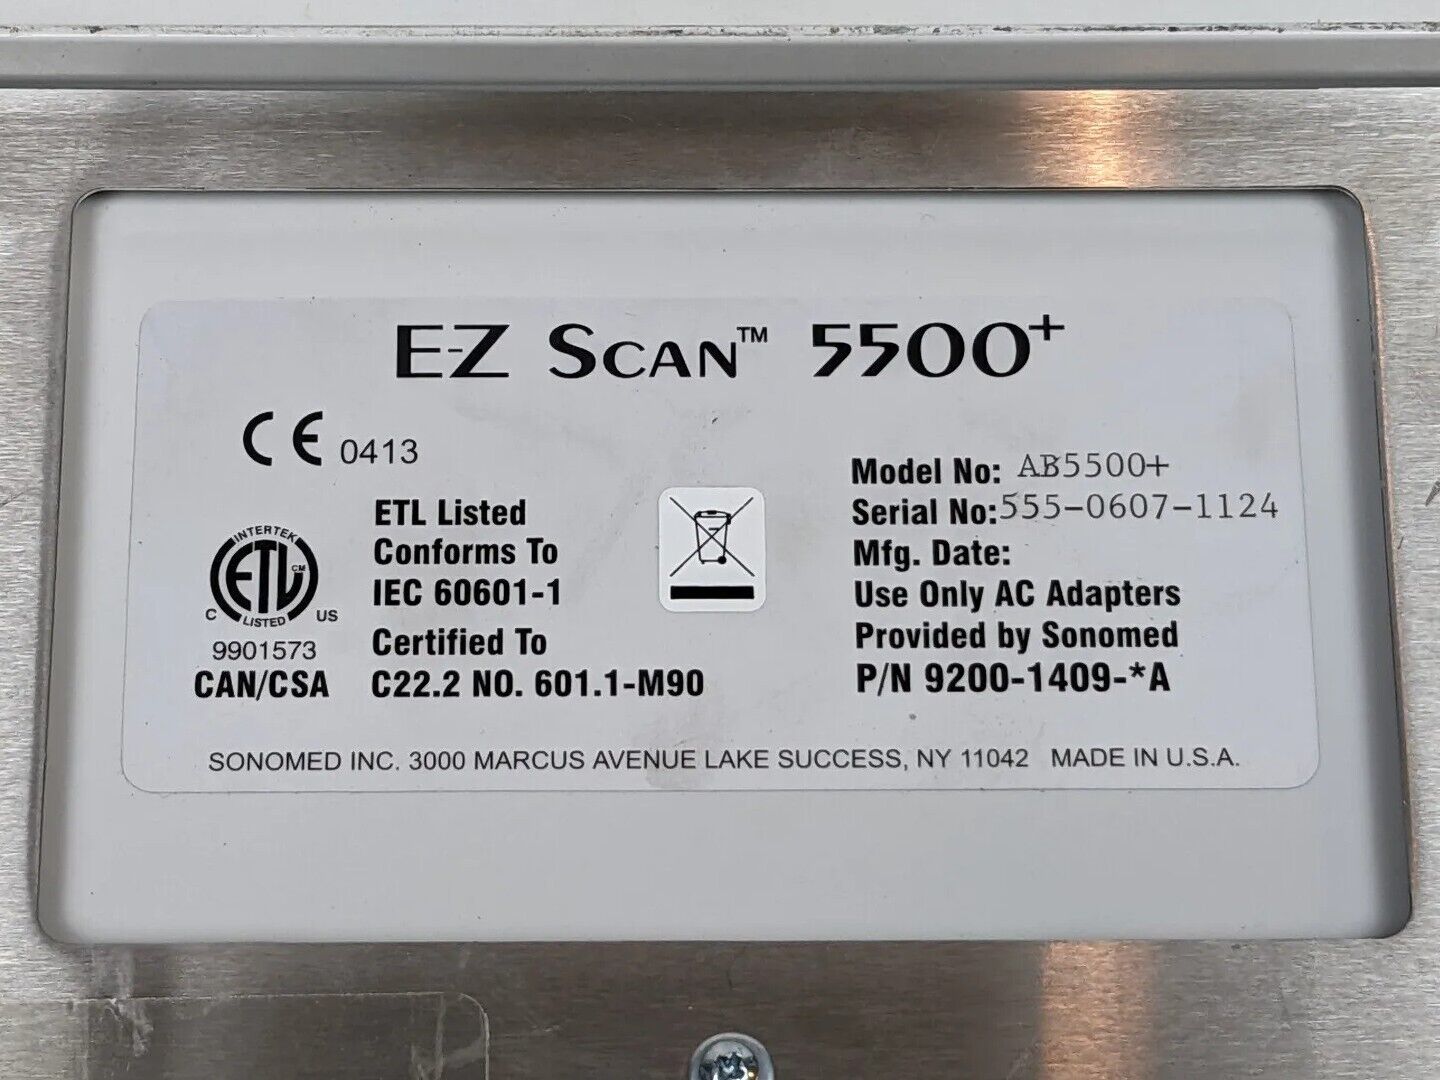 E-Z SCAN™ 5500+
CE 0413
Model No: AB5500+
Serial No:555-0607-1124
Mfg. Date:
Use Only AC Adapters
Provided by Sonomed
P/N 9200-1409-*A
ETL Listed
Conforms To
IEC 60601-1
Certified To
C22.2 NO. 601.1-M90
INTERTEK
ETL CM
C LISTED US
9901573
CAN/CSA
SONOMED INC. 3000 MARCUS AVENUE LAKE SUCCESS, NY 11042 MADE IN U.S.A.